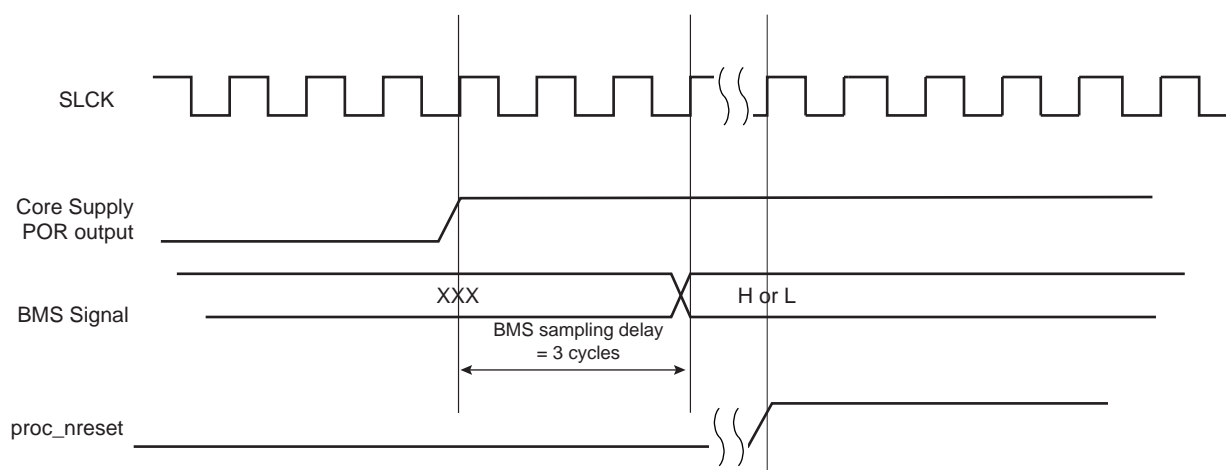 SLCK
Core Supply
POR output
XXX
H or L
BMS Signal
BMS sampling delay
= 3 cycles
proc_nreset